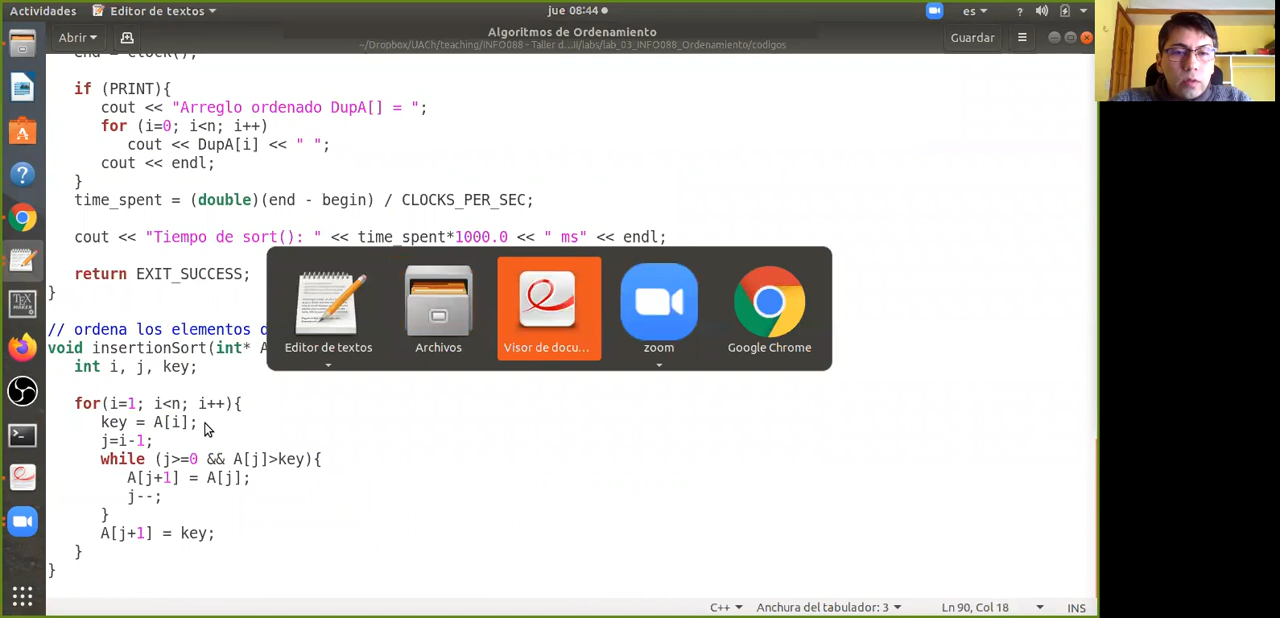 Actividades Editor de textos jue 08:44 es ?
Abrir Algoritmos de Ordenamiento Guardar
~/Dropbox/UACh/teaching/INFO088 - Taller d...il/labs/lab_03_INFO088_Ordenamiento/codigos
end = clock();
if (PRINT){
cout << "Arreglo ordenado DupA[] = ";
for (i=0; i<n; i++)
cout << DupA[i] << " ";
cout << endl;
}
time_spent = (double)(end - begin) / CLOCKS_PER_SEC;
cout << "Tiempo de sort(): " << time_spent*1000.0 << " ms" << endl;
return EXIT_SUCCESS;
}
Editor de textos Archivos Visor de docu... zoom Google Chrome
// ordena los elementos d
void insertionSort(int* A
int i, j, key;
for(i=1; i<n; i++){
key = A[i];
j=i-1;
while (j>=0 && A[j]>key){
A[j+1] = A[j];
j--;
}
A[j+1] = key;
}
}
C++ Anchura del tabulador: 3 Ln 90, Col 18 INS